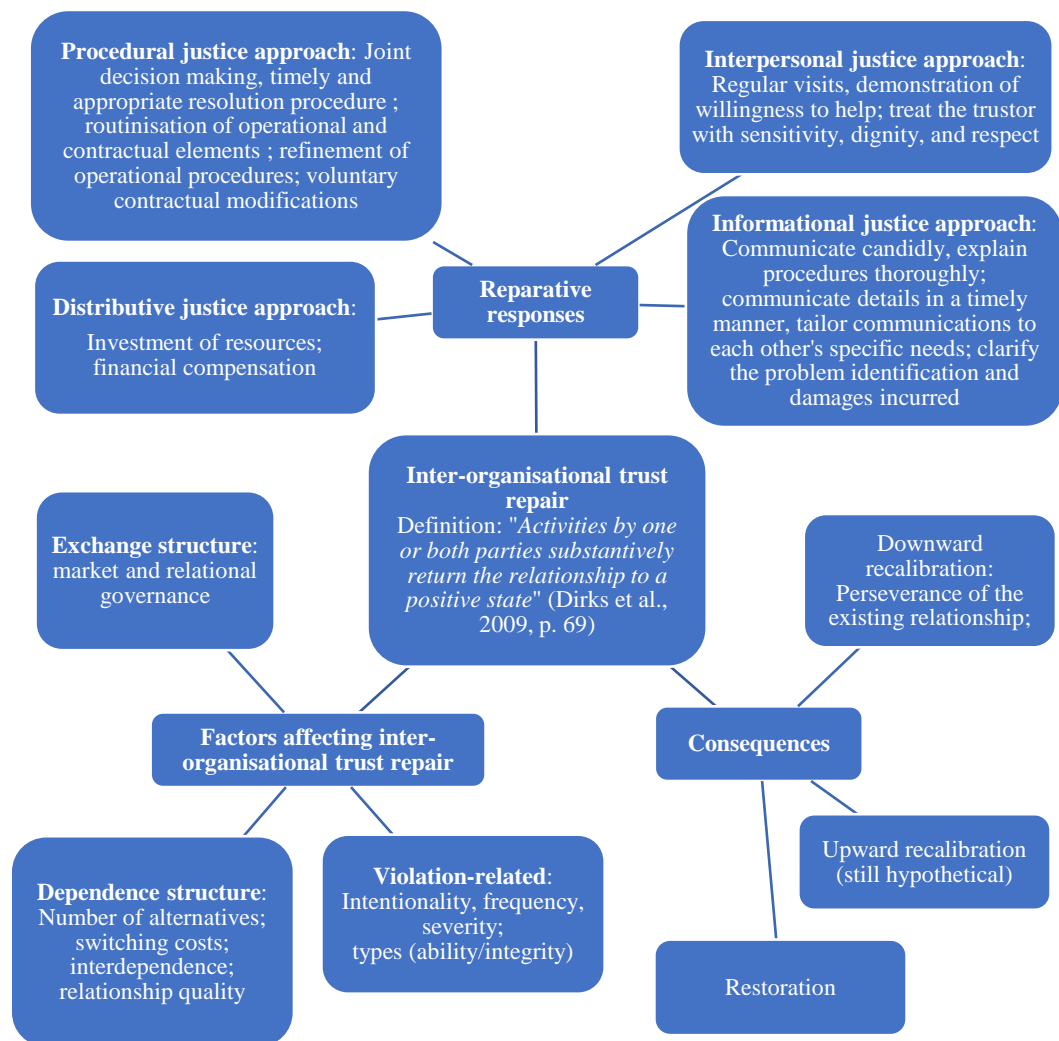 Procedural justice approach: Joint
decision making, timely and
appropriate resolution procedure ;
routinisation of operational and
contractual elements ; refinement of
operational procedures; voluntary
contractual modifications
Interpersonal justice approach:
Regular visits, demonstration of
willingness to help; treat the trustor
with sensitivity, dignity, and respect
Informational justice approach:
Communicate candidly, explain
procedures thoroughly;
communicate details in a timely
manner, tailor communications to
each other's specific needs; clarify
the problem identification and
damages incurred
Reparative
responses
Distributive justice approach:
Investment of resources;
financial compensation
Inter-organisational trust
repair
Definition: "Activities by one
or both parties substantively
return the relationship to a
positive state" (Dirks et al.,
2009, p. 69)
Exchange structure:
market and relational
governance
Downward
recalibration:
Perseverance of the
existing relationship;
Factors affecting inter-
organisational trust repair
Consequences
Dependence structure:
Number of alternatives;
switching costs;
interdependence;
relationship quality
Violation-related:
Intentionality, frequency,
severity;
types (ability/integrity)
Upward recalibration
(still hypothetical)
Restoration